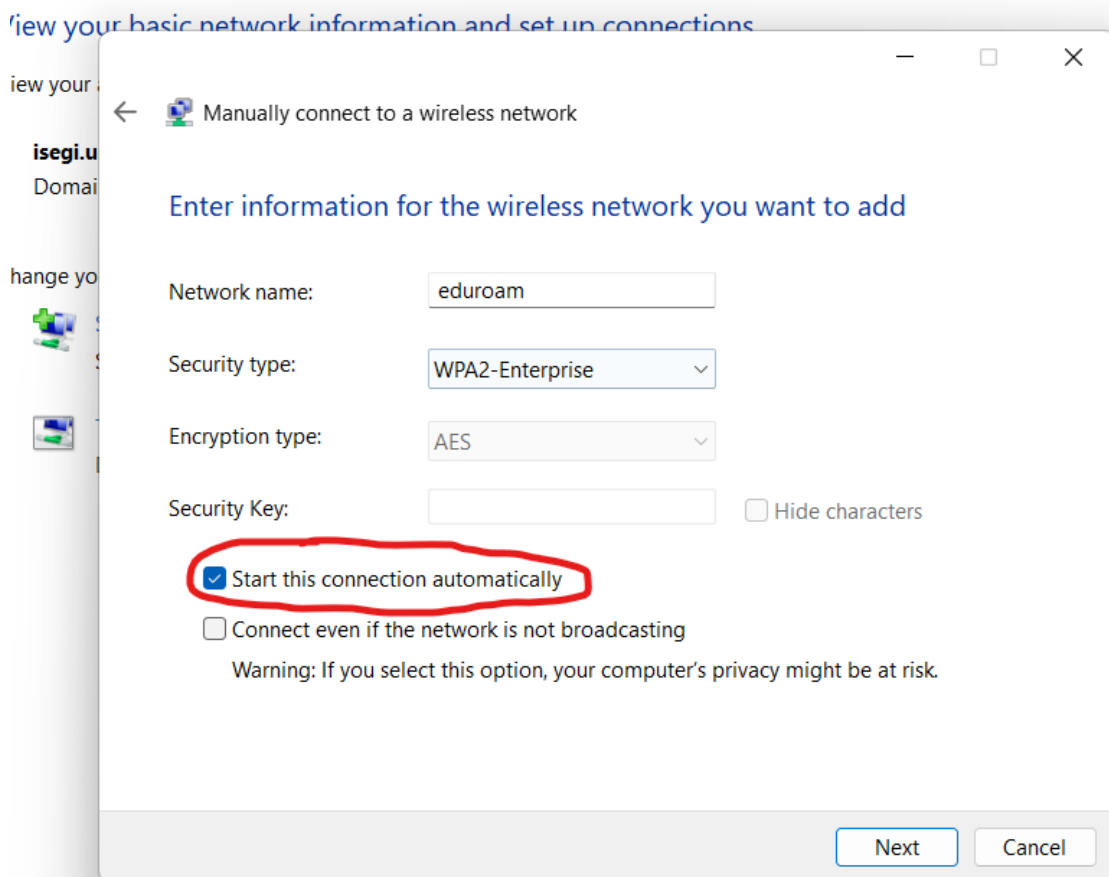 View your basic network information and set up connections
iew your
Manually connect to a wireless network
isegi.u
Domai
Enter information for the wireless network you want to add
hange yo
Network name:
eduroam
Security type:
WPA2-Enterprise
Encryption type:
AES
Security Key:
Hide characters
Start this connection automatically
Connect even if the network is not broadcasting
Warning: If you select this option, your computer's privacy might be at risk.
Next
Cancel